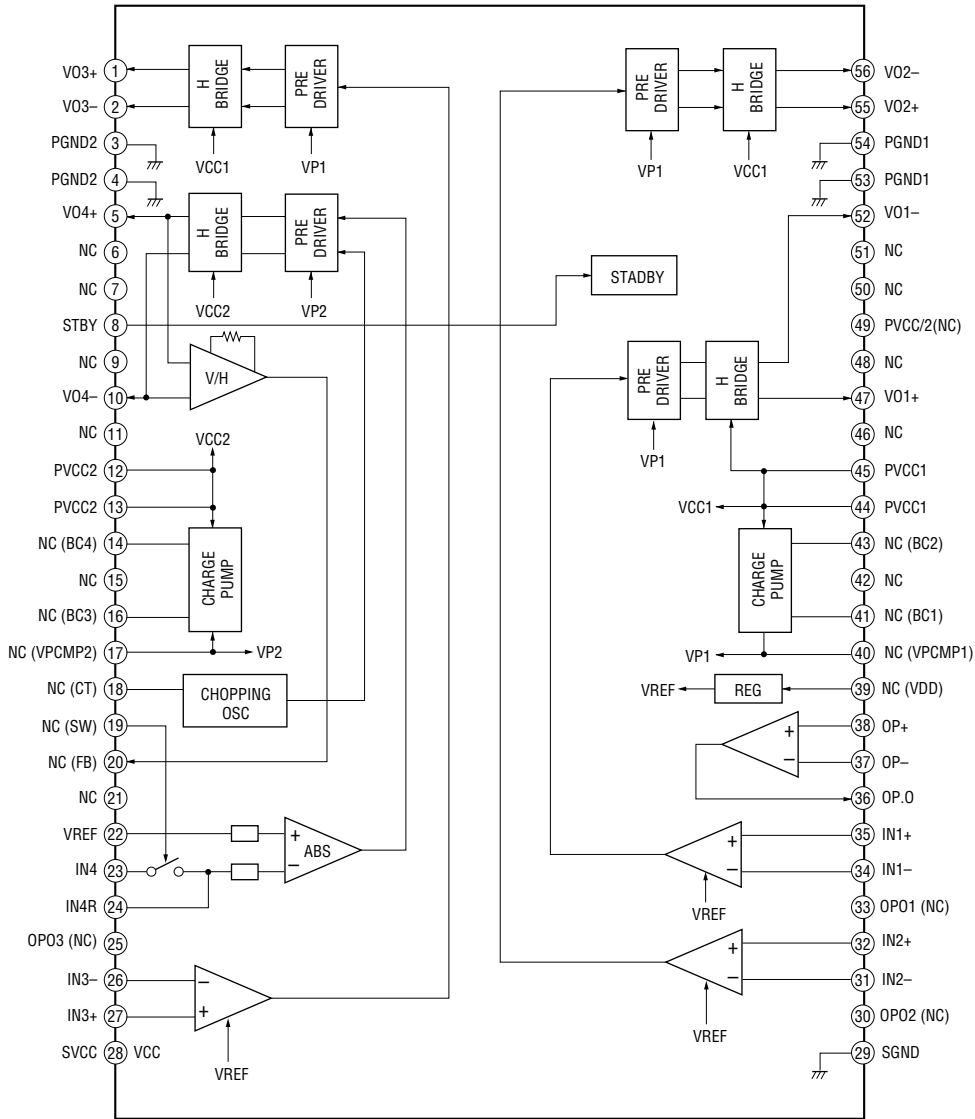 VO3+ 1
VO3– 2
PGND2 3
PGND2 4
VO4+ 5
NC 6
NC 7
STBY 8
NC 9
VO4– 10
NC 11
PVCC2 12
PVCC2 13
NC (BC4) 14
NC 15
NC (BC3) 16
NC (VPCMP2) 17
NC (CT) 18
NC (SW) 19
NC (FB) 20
NC 21
VREF 22
IN4 23
IN4R 24
OPO3 (NC) 25
IN3– 26
IN3+ 27
SVCC 28 VCC
H
BRIDGE
PRE
DRIVER
VCC1
VP1
H
BRIDGE
PRE
DRIVER
VCC2
VP2
V/H
VCC2
CHARGE
PUMP
VP2
CHOPPING
OSC
+
–
ABS
–
+
VREF
PRE
DRIVER
H
BRIDGE
VP1
VCC1
STADBY
PRE
DRIVER
H
BRIDGE
VP1
VCC1
CHARGE
PUMP
VP1
VREF
REG
+
–
+
–
VREF
+
–
VREF
56 VO2–
55 VO2+
54 PGND1
53 PGND1
52 VO1–
51 NC
50 NC
49 PVCC/2(NC)
48 NC
47 VO1+
46 NC
45 PVCC1
44 PVCC1
43 NC (BC2)
42 NC
41 NC (BC1)
40 NC (VPCMP1)
39 NC (VDD)
38 OP+
37 OP–
36 OP.O
35 IN1+
34 IN1–
33 OPO1 (NC)
32 IN2+
31 IN2–
30 OPO2 (NC)
29 SGND